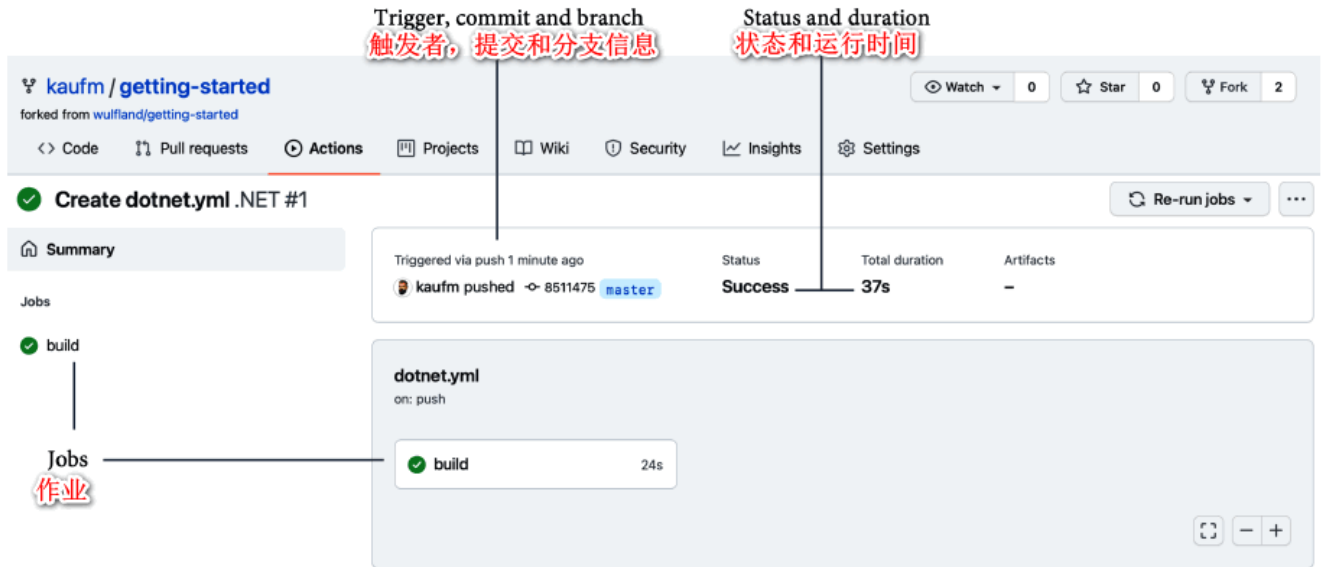 Trigger, commit and branch
触发者，提交和分支信息
Status and duration
状态和运行时间
kaufm / getting-started
forked from wulfland/getting-started
Watch 0
Star 0
Fork 2
Code
Pull requests
Actions
Projects
Wiki
Security
Insights
Settings
Create dotnet.yml .NET #1
Re-run jobs
Summary
Jobs
build
Triggered via push 1 minute ago
kaufm pushed 8511475 master
Status
Success
Total duration
37s
Artifacts
–
dotnet.yml
on: push
build 24s
Jobs
作业